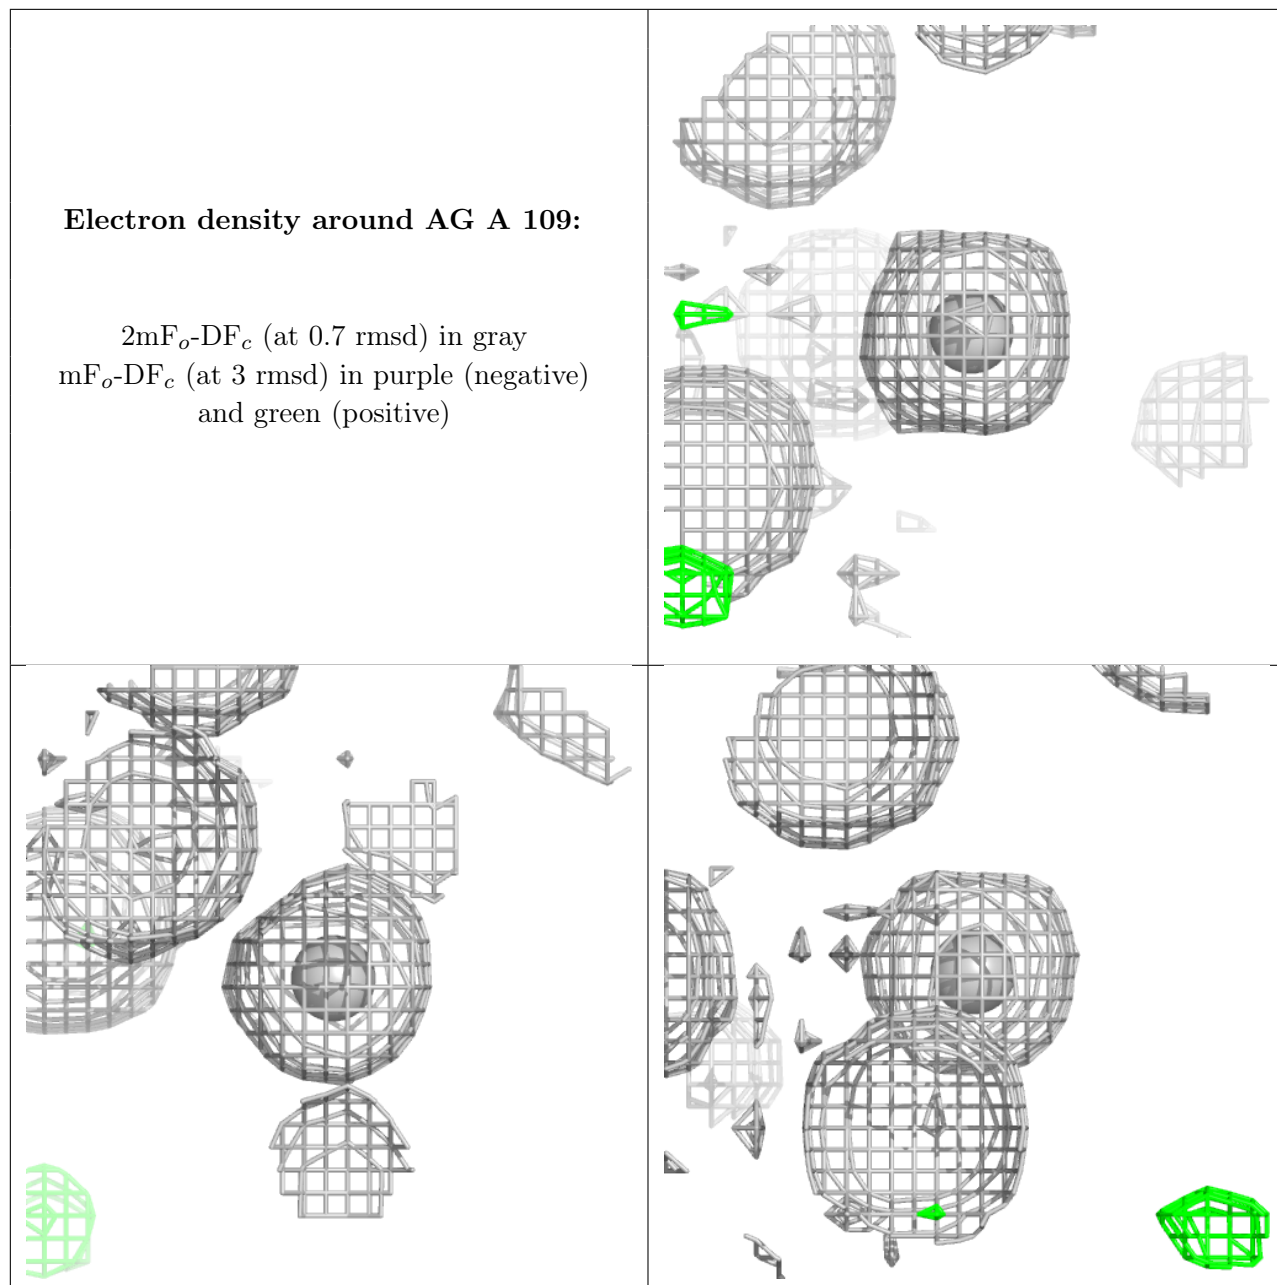 Electron density around AG A 109:
2mFo-DFc (at 0.7 rmsd) in gray
mFo-DFc (at 3 rmsd) in purple (negative)
and green (positive)